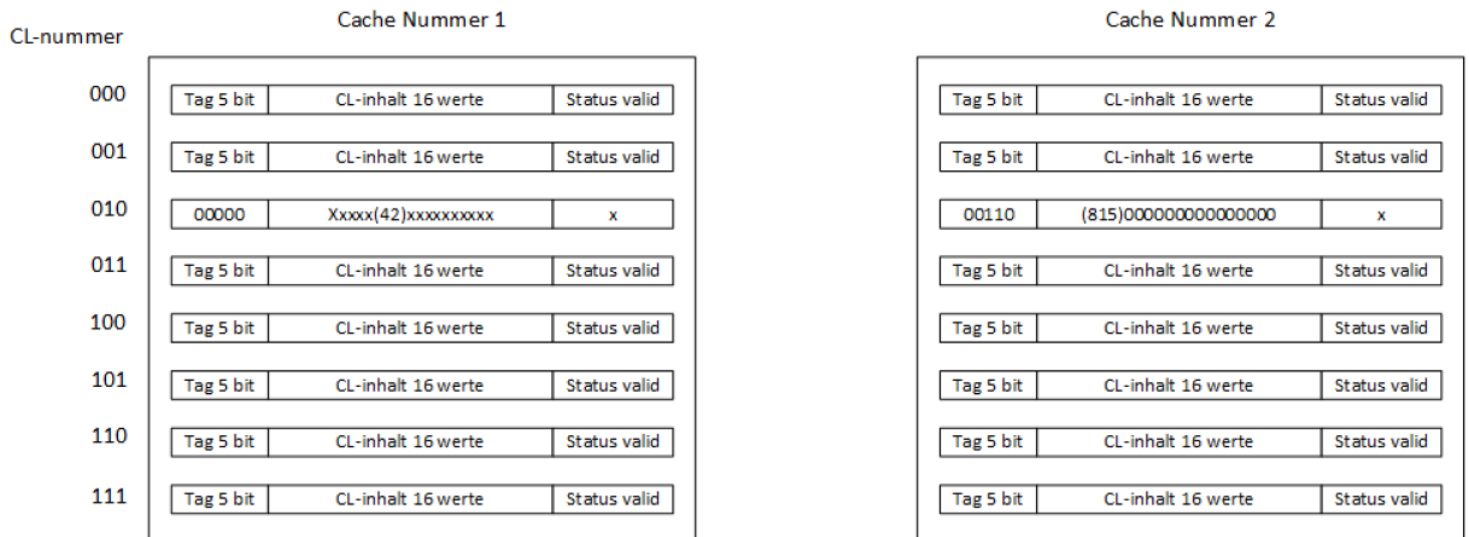 Cache Nummer 1 Cache Nummer 2
CL-nummer
000 Tag 5 bit CL-inhalt 16 werte Status valid Tag 5 bit CL-inhalt 16 werte Status valid
001 Tag 5 bit CL-inhalt 16 werte Status valid Tag 5 bit CL-inhalt 16 werte Status valid
010 00000 Xxxxx(42)xxxxxxxxxx x 00110 (815)000000000000000 x
011 Tag 5 bit CL-inhalt 16 werte Status valid Tag 5 bit CL-inhalt 16 werte Status valid
100 Tag 5 bit CL-inhalt 16 werte Status valid Tag 5 bit CL-inhalt 16 werte Status valid
101 Tag 5 bit CL-inhalt 16 werte Status valid Tag 5 bit CL-inhalt 16 werte Status valid
110 Tag 5 bit CL-inhalt 16 werte Status valid Tag 5 bit CL-inhalt 16 werte Status valid
111 Tag 5 bit CL-inhalt 16 werte Status valid Tag 5 bit CL-inhalt 16 werte Status valid